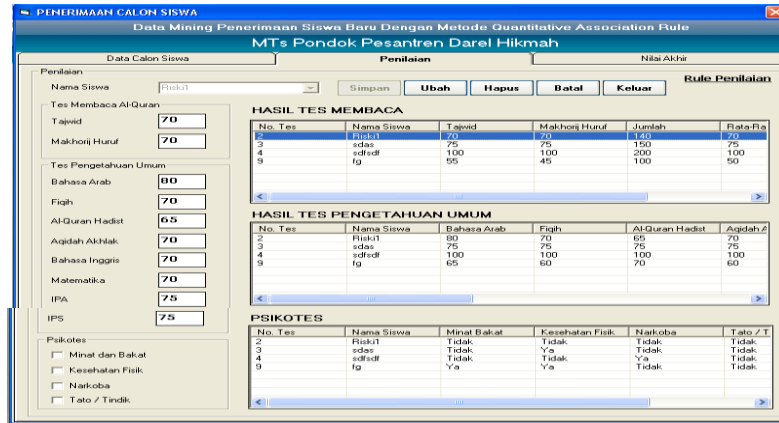 PENERIMAAN CALON SISWA
Data Mining Penerimaan Siswa Baru Dengan Metode Quantitative Association Rule
MTs Pondok Pesantren Darel Hikmah
Data Calon Siswa Penilaian Nilai Akhir
Penilaian
Nama Siswa Riski1 Simpan Ubah Hapus Batal Keluar Rule Penilaian
Tes Membaca Al-Quran
Tajwid 70
Makhorij Huruf 70
Tes Pengetahuan Umum
Bahasa Arab 80
Fiqih 70
Al-Quran Hadist 65
Aqidah Akhlak 70
Bahasa Inggris 70
Matematika 70
IPA 75
IPS 75
Psikotes
Minat dan Bakat
Kesehatan Fisik
Narkoba
Tato / Tindik
HASIL TES MEMBACA
No. Tes Nama Siswa Tajwid Makhorij Huruf Jumlah Rata-Ra
2 Riski1 70 70 140 70
3 sdas 75 75 150 75
4 sdfsdf 100 100 200 100
9 fg 55 45 100 50
HASIL TES PENGETAHUAN UMUM
No. Tes Nama Siswa Bahasa Arab Fiqih Al-Quran Hadist Aqidah A
2 Riski1 80 70 65 70
3 sdas 75 75 75 75
4 sdfsdf 100 100 100 100
9 fg 65 60 70 60
PSIKOTES
No. Tes Nama Siswa Minat Bakat Kesehatan Fisik Narkoba Tato / T
2 Riski1 Tidak Tidak Tidak Tidak
3 sdas Tidak Ya Tidak Tidak
4 sdfsdf Tidak Tidak Ya Tidak
9 fg Ya Ya Tidak Tidak